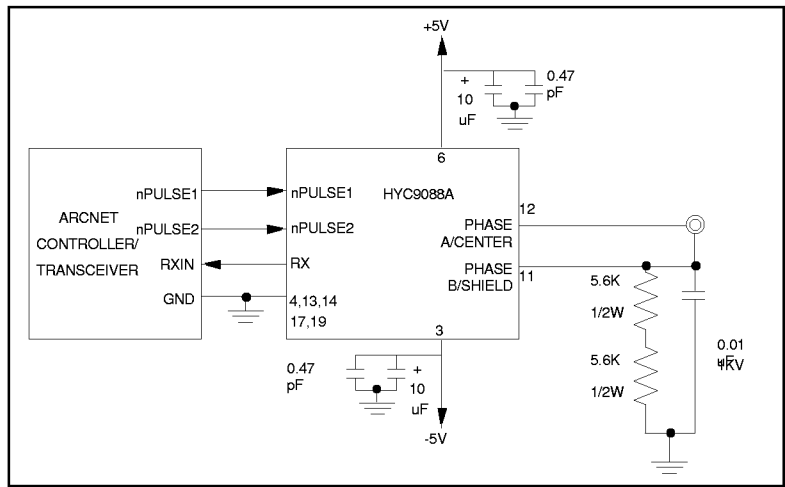 +5V
+
10
uF
0.47
pF
6
HYC9088A
ARCNET
CONTROLLER/
TRANSCEIVER
nPULSE1
nPULSE2
RXIN
GND
nPULSE1
nPULSE2
RX
4,13,14
17,19
12
PHASE
A/CENTER
PHASE
B/SHIELD
11
5.6K
1/2W
5.6K
1/2W
0.01
uF
1KV
3
0.47
pF
+
10
uF
-5V